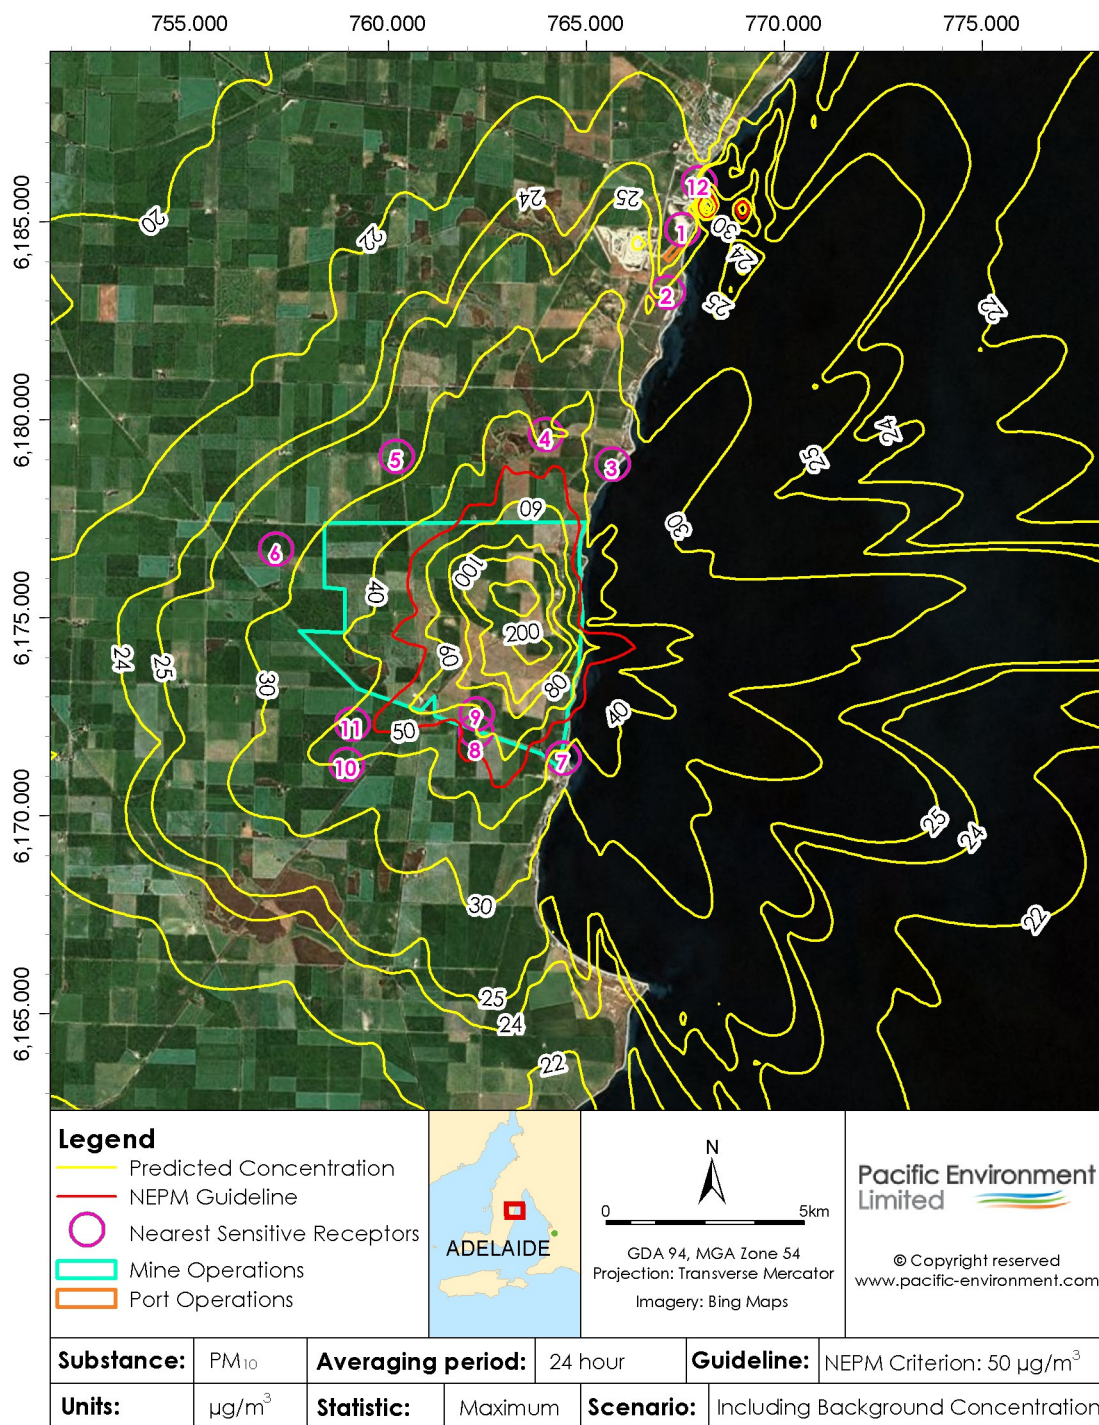 755.000 760.000 765.000 770.000 775.000
6,185.000
6,180.000
6,175.000
6,170.000
6,165.000
20
22
24
25
12
1
2
30
24
25
22
24
25
30
4
3
5
6
60
100
40
200
60
80
24
25
30
9
8
11
50
10
7
40
25
24
22
30
25
24
22
Legend
Predicted Concentration
NEPM Guideline
Nearest Sensitive Receptors
Mine Operations
Port Operations
ADELAIDE
N
0 5km
GDA 94, MGA Zone 54
Projection: Transverse Mercator
Imagery: Bing Maps
Pacific Environment
Limited
© Copyright reserved
www.pacific-environment.com
Substance: PM₁₀ Averaging period: 24 hour Guideline: NEPM Criterion: 50 µg/m³
Units: µg/m³ Statistic: Maximum Scenario: Including Background Concentration